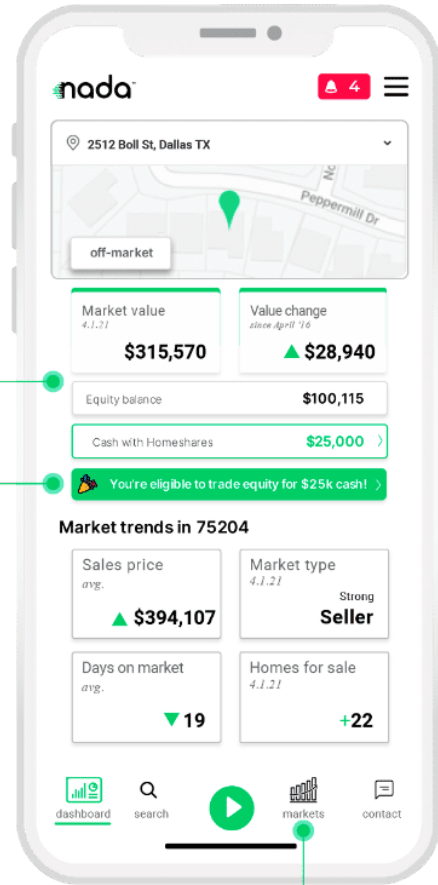 nada
4
2512 Boll St, Dallas TX
Peppermill Dr
off-market
Market value
4.1.21
$315,570
Value change
since April '16
$28,940
Equity balance $100,115
Cash with Homeshares $25,000
You're eligible to trade equity for $25k cash!
Market trends in 75204
Sales price
avg.
$394,107
Market type
4.1.21
Strong
Seller
Days on market
avg.
19
Homes for sale
4.1.21
+22
dashboard search markets contact